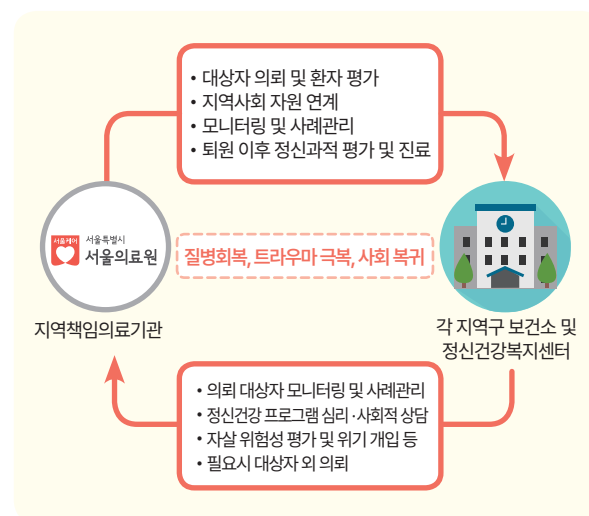 • 대상자 의뢰 및 환자 평가
• 지역사회 자원 연계
• 모니터링 및 사례관리
• 퇴원 이후 정신과적 평가 및 진료
서울케어
서울특별시
서울의료원
지역책임의료기관
질병회복, 트라우마 극복, 사회 복귀
각 지역구 보건소 및
정신건강복지센터
• 의뢰 대상자 모니터링 및 사례관리
• 정신건강 프로그램 심리·사회적 상담
• 자살 위험성 평가 및 위기 개입 등
• 필요시 대상자 외 의뢰